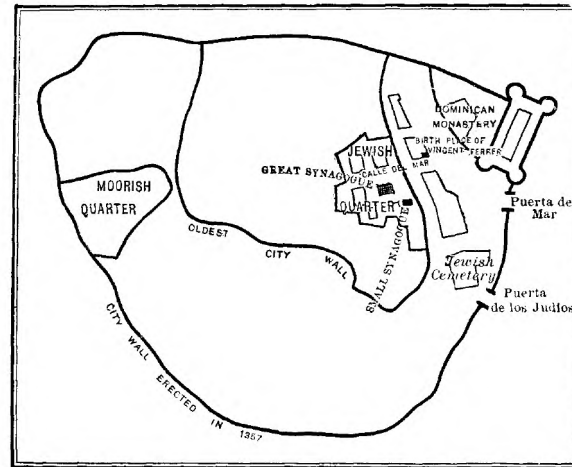 DOMINICAN
MONASTERY
BIRTH PLACE OF
VINCENT FERRER
JEWISH
CALLE DEL MAR
GREAT SYNAGOGUE
QUARTER
MOORISH
QUARTER
Puerta de
Mar
OLDEST CITY WALL
SMALL SYNAGOGUE
Jewish
Cemetery
Puerta
de los Judios
CITY WALL ERECTED IN 1357